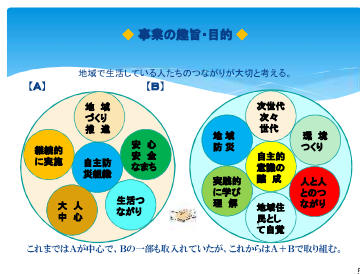 ◆ 事業の趣旨・目的 ◆
地域で生活している人たちのつながりが大切と考える。
【A】
【B】
地 域
づくり
推 進
安 心
安 全
なまち
生活つ
ながり
大 人
中 心
継続的
に実施
自主防
災組織
次世代
次々
世代
環 境
つくり
人と人
とのつ
ながり
地域住
民とし
て自覚
実践的
に学び
理 解
地 域
防 災
自主的
意識の
醸 成
これまではAが中心で、Bの一部も取入れていたが、これからはA+Bで取り組む。